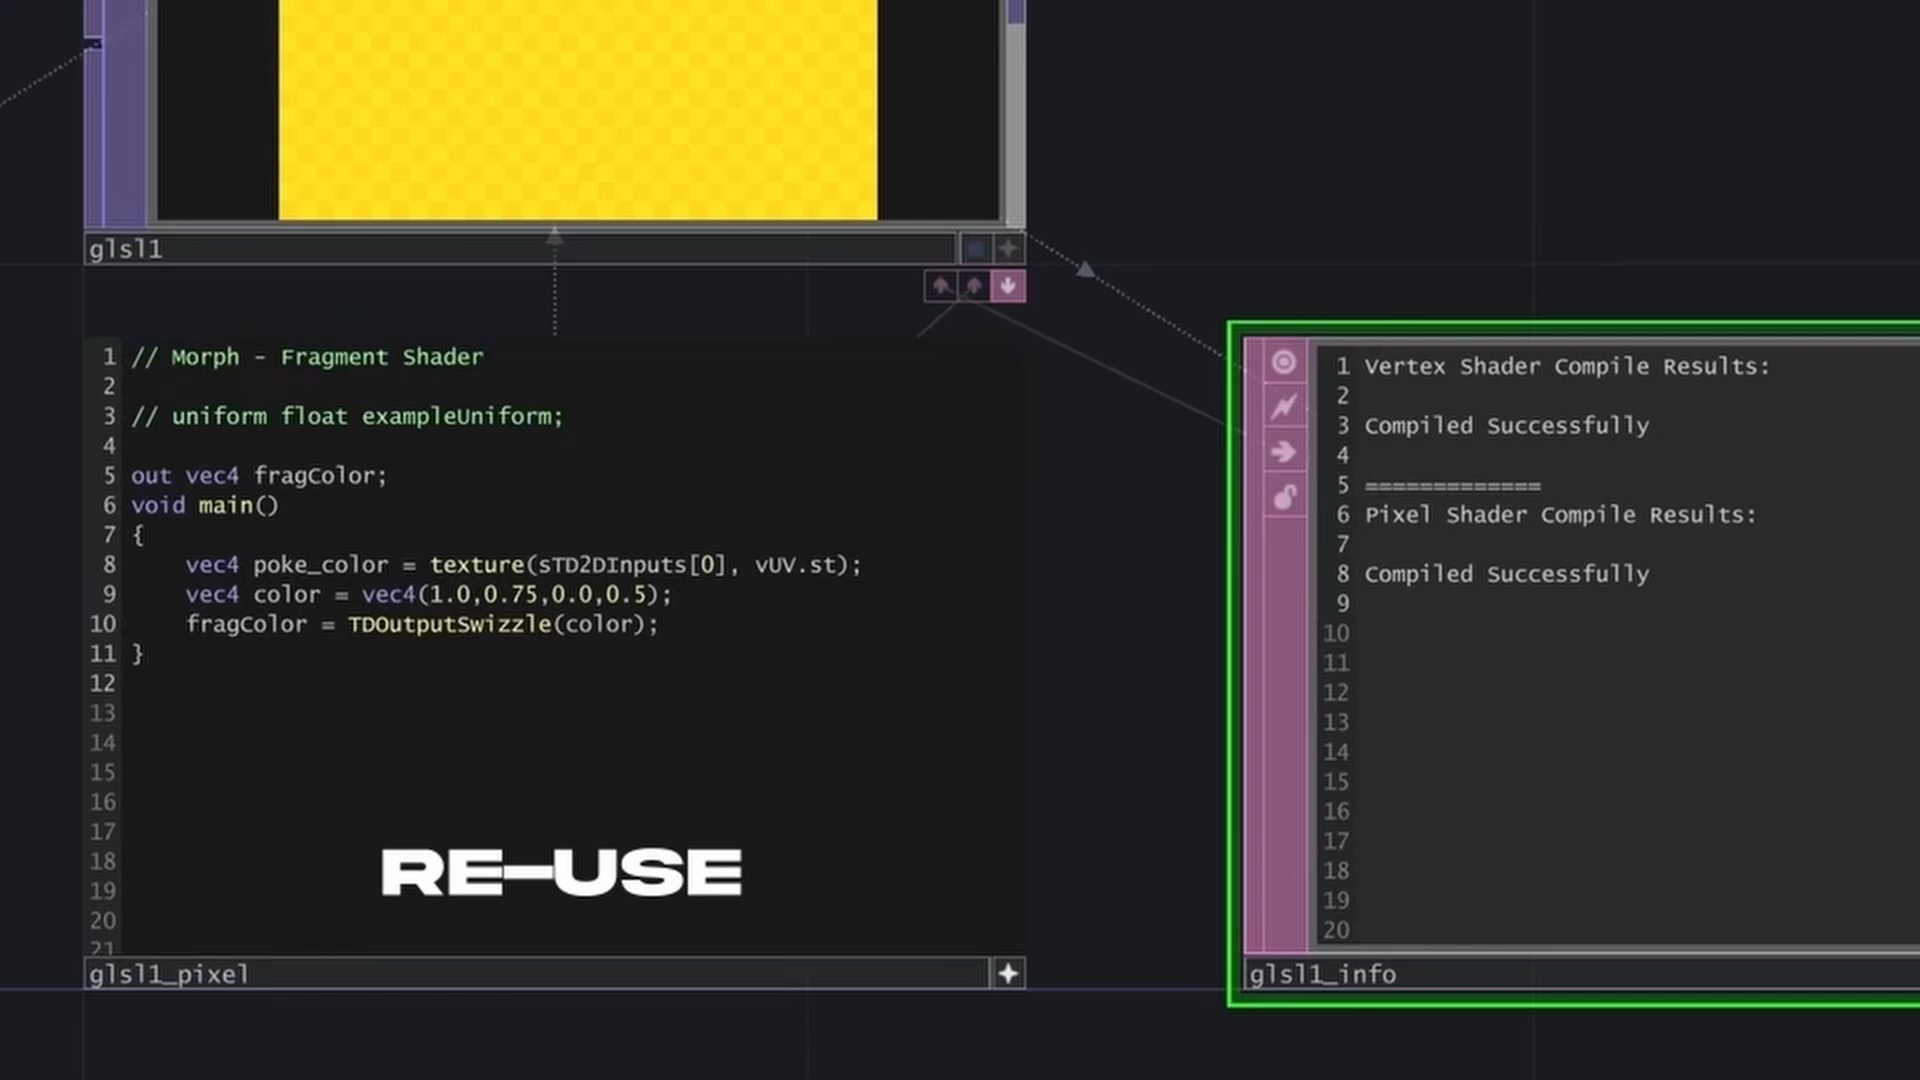 glsl1
1 // Morph - Fragment Shader
2
3 // uniform float exampleUniform;
4
5 out vec4 fragColor;
6 void main()
7 {
8 vec4 poke_color = texture(sTD2DInputs[0], vUV.st);
9 vec4 color = vec4(1.0,0.75,0.0,0.5);
10 fragColor = TDOutputSwizzle(color);
11 }
12
13
14
15
16
17
18
19
20
21
RE-USE
glsl1_pixel
1 Vertex Shader Compile Results:
2
3 Compiled Successfully
4
5 =============
6 Pixel Shader Compile Results:
7
8 Compiled Successfully
9
10
11
12
13
14
15
16
17
18
19
20
glsl1_info